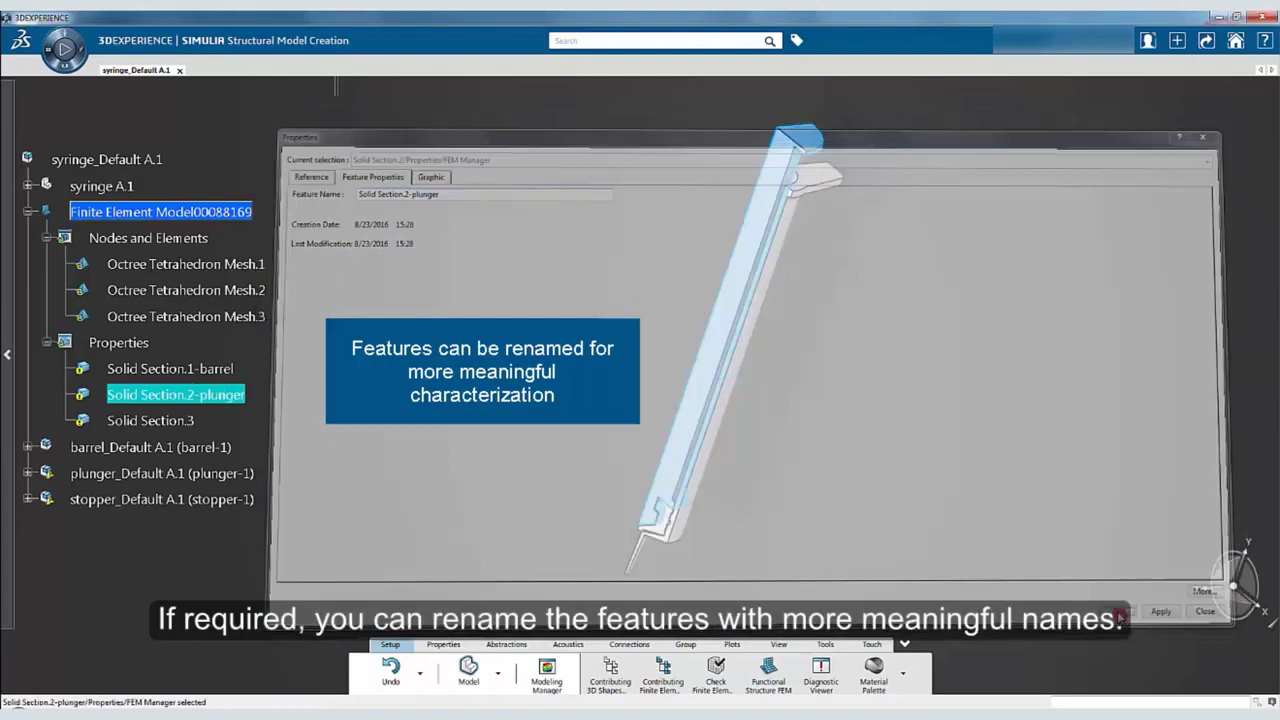 3DEXPERIENCE
3DEXPERIENCE | SIMULIA Structural Model Creation
Search
syringe_Default A.1 x
Properties
Current selection : Solid Section.2/Properties/FEM Manager
Reference Feature Properties Graphic
Feature Name : Solid Section.2-plunger
Creation Date: 8/23/2016 15:28
Last Modification: 8/23/2016 15:28
syringe_Default A.1
syringe A.1
Finite Element Model00088169
Nodes and Elements
Octree Tetrahedron Mesh.1
Octree Tetrahedron Mesh.2
Octree Tetrahedron Mesh.3
Properties
Solid Section.1-barrel
Solid Section.2-plunger
Solid Section.3
barrel_Default A.1 (barrel-1)
plunger_Default A.1 (plunger-1)
stopper_Default A.1 (stopper-1)
Features can be renamed for
more meaningful
characterization
Y
X
More...
Apply Close
If required, you can rename the features with more meaningful names.
Setup Properties Abstractions Connections Group Plots View Tools Touch
Undo
Model
Modeling
Manager
Contributing
3D Shapes...
Contributing
Finite Elem...
Check
Finite Elem...
Functional
Structure FEM
Diagnostic
Viewer
Material
Palette
Solid Section.2-plunger/Properties/FEM Manager selected